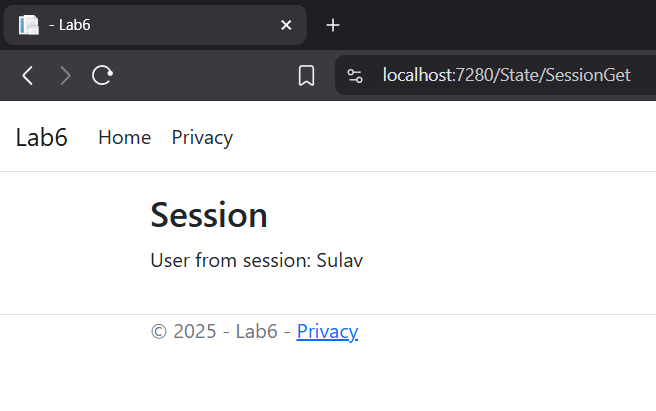 - Lab6
localhost:7280/State/SessionGet
Lab6 Home Privacy
Session
User from session: Sulav
© 2025 - Lab6 - Privacy